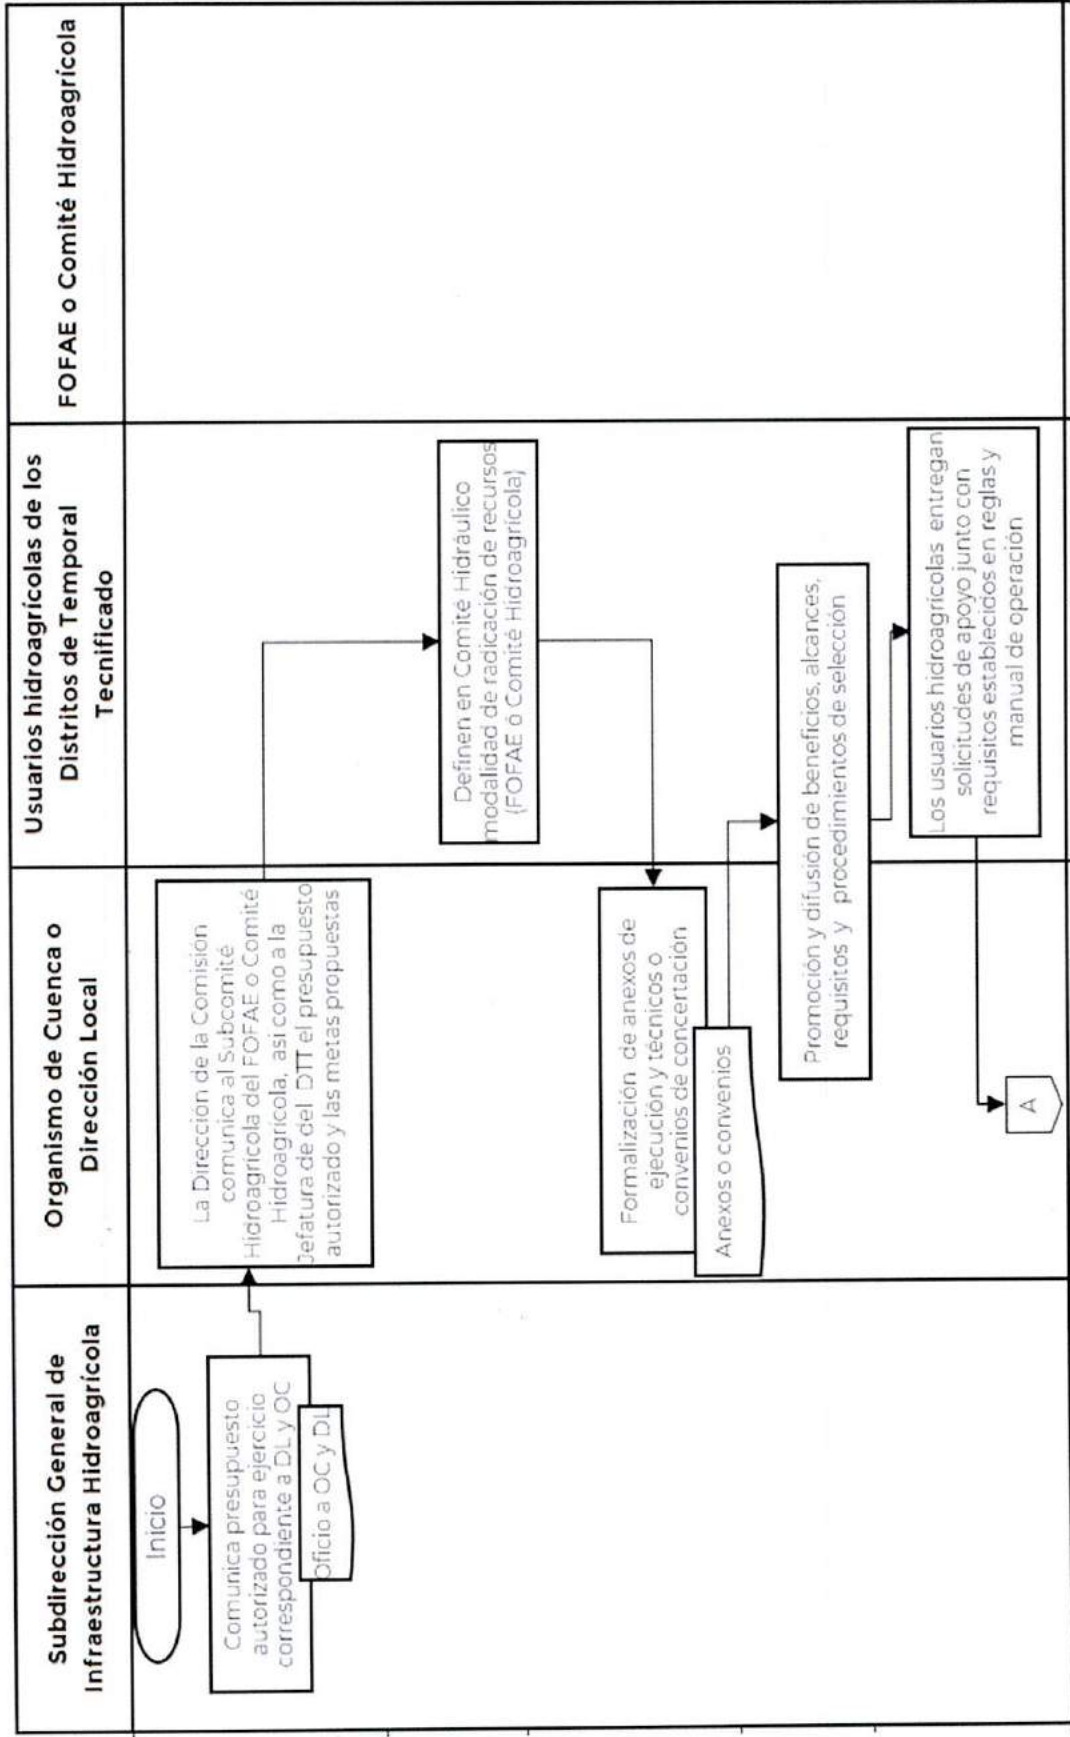 Subdirección General de
Infraestructura Hidroagrícola
Organismo de Cuenca o
Dirección Local
Usuarios hidroagrícolas de los
Distritos de Temporal
Tecnificado
FOFAE o Comité Hidroagrícola
Inicio
Comunica presupuesto
autorizado para ejercicio
correspondiente a DL y OC
Oficio a OC y DL
La Dirección de la Comisión
comunica al Subcomité
Hidroagrícola del FOFAE o Comité
Hidroagrícola, así como a la
Jefatura de del DTT el presupuesto
autorizado y las metas propuestas
Definen en Comité Hidráulico
modalidad de radicación de recursos
(FOFAE ó Comité Hidroagrícola)
Formalización de anexos de
ejecución y técnicos o
convenios de concertación
Anexos o convenios
Promoción y difusión de beneficios, alcances,
requisitos y procedimientos de selección
Los usuarios hidroagrícolas entregan
solicitudes de apoyo junto con
requisitos establecidos en reglas y
manual de operación
A